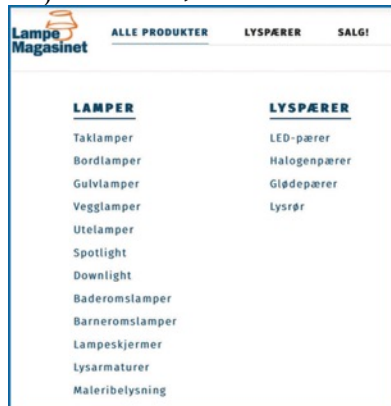 Lampe
Magasinet
ALLE PRODUKTER LYSPÆRER SALG!
LAMPER
Taklamper
Bordlamper
Gulvlamper
Vegglamper
Utelamper
Spotlight
Downlight
Baderomslamper
Barneromslamper
Lampeskjermer
Lysarmaturer
Maleribelysning
LYSPÆRER
LED-pærer
Halogenpærer
Glødepærer
Lysrør